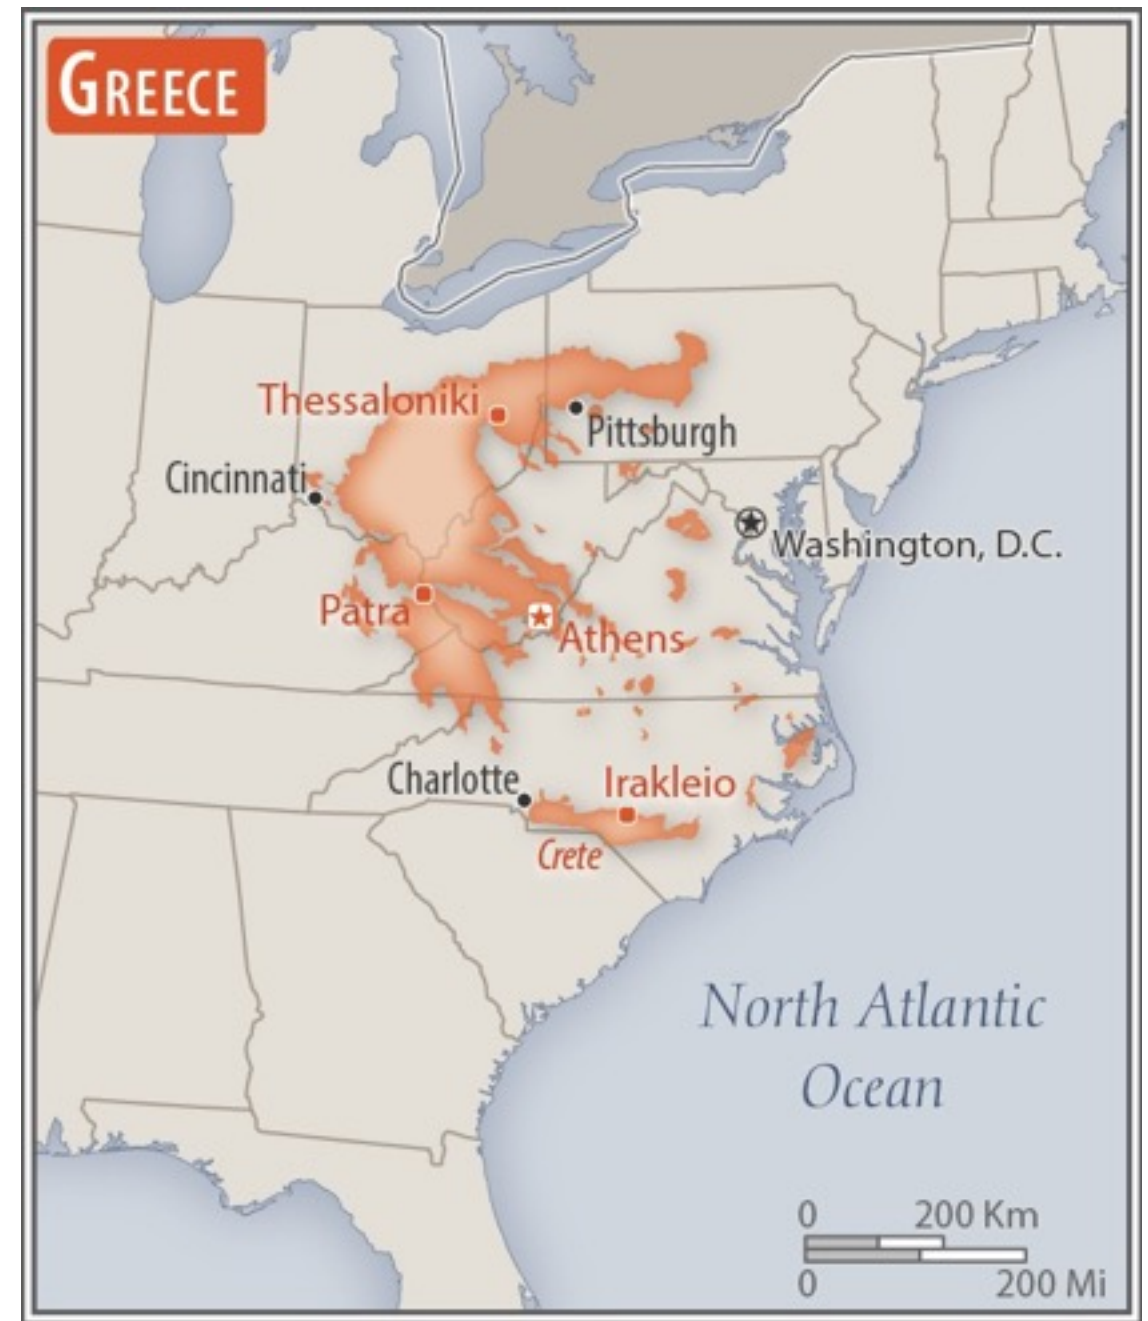 GREECE
Thessaloniki
Pittsburgh
Cincinnati
Washington, D.C.
Patra
Athens
Charlotte
Irakleio
Crete
North Atlantic
Ocean
0 200 Km
0 200 Mi